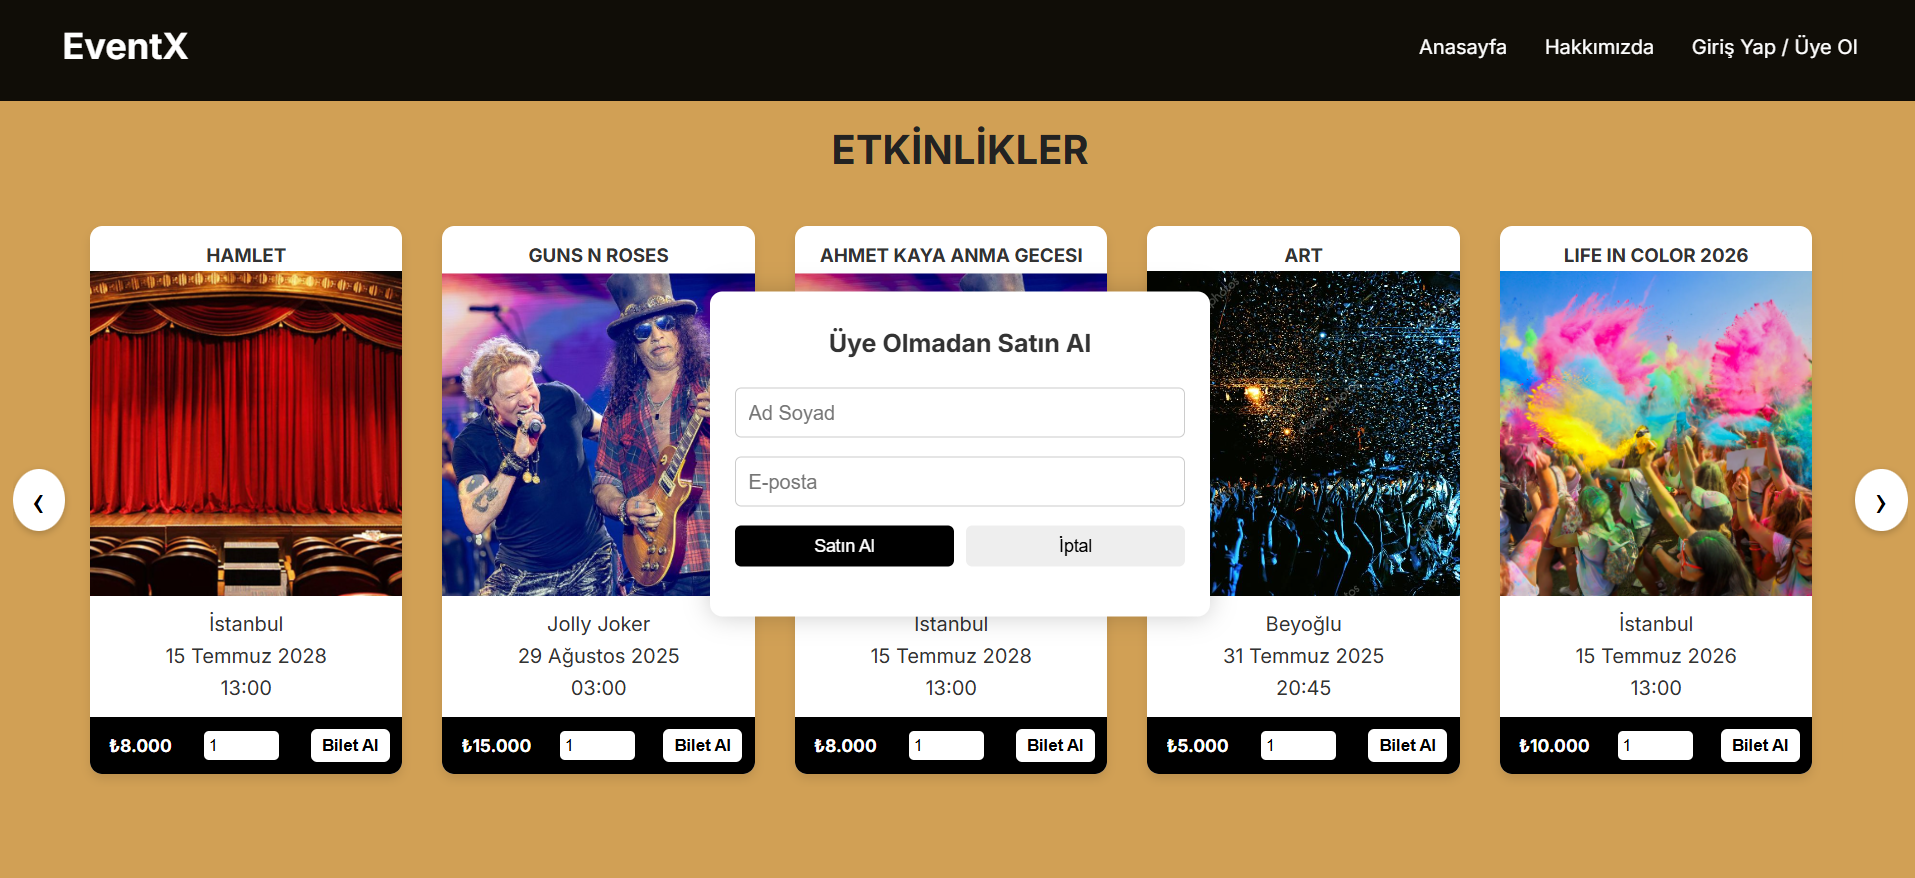 EventX
Anasayfa Hakkımızda Giriş Yap / Üye Ol
ETKİNLİKLER
HAMLET
İstanbul
15 Temmuz 2028
13:00
₺8.000 1 Bilet Al
GUNS N ROSES
Jolly Joker
29 Ağustos 2025
03:00
₺15.000 1 Bilet Al
AHMET KAYA ANMA GECESI
İstanbul
15 Temmuz 2028
13:00
₺8.000 1 Bilet Al
ART
Beyoğlu
31 Temmuz 2025
20:45
₺5.000 1 Bilet Al
LIFE IN COLOR 2026
İstanbul
15 Temmuz 2026
13:00
₺10.000 1 Bilet Al
Üye Olmadan Satın Al
Ad Soyad
E-posta
Satın Al İptal
‹
›